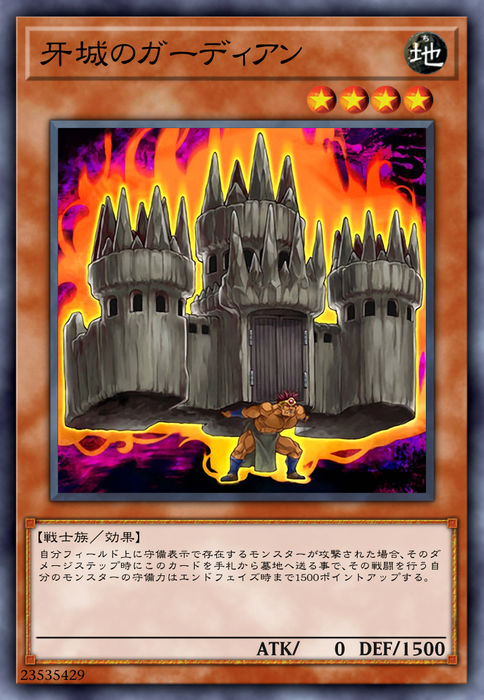 牙城のガーディアン
ち
地
【戦士族／効果】
自分フィールド上に守備表示で存在するモンスターが攻撃された場合、そのダ
メージステップ時にこのカードを手札から墓地へ送る事で、その戦闘を行う自
分のモンスターの守備力はエンドフェイズ時まで1500ポイントアップする。
ATK/ 0 DEF/1500
23535429